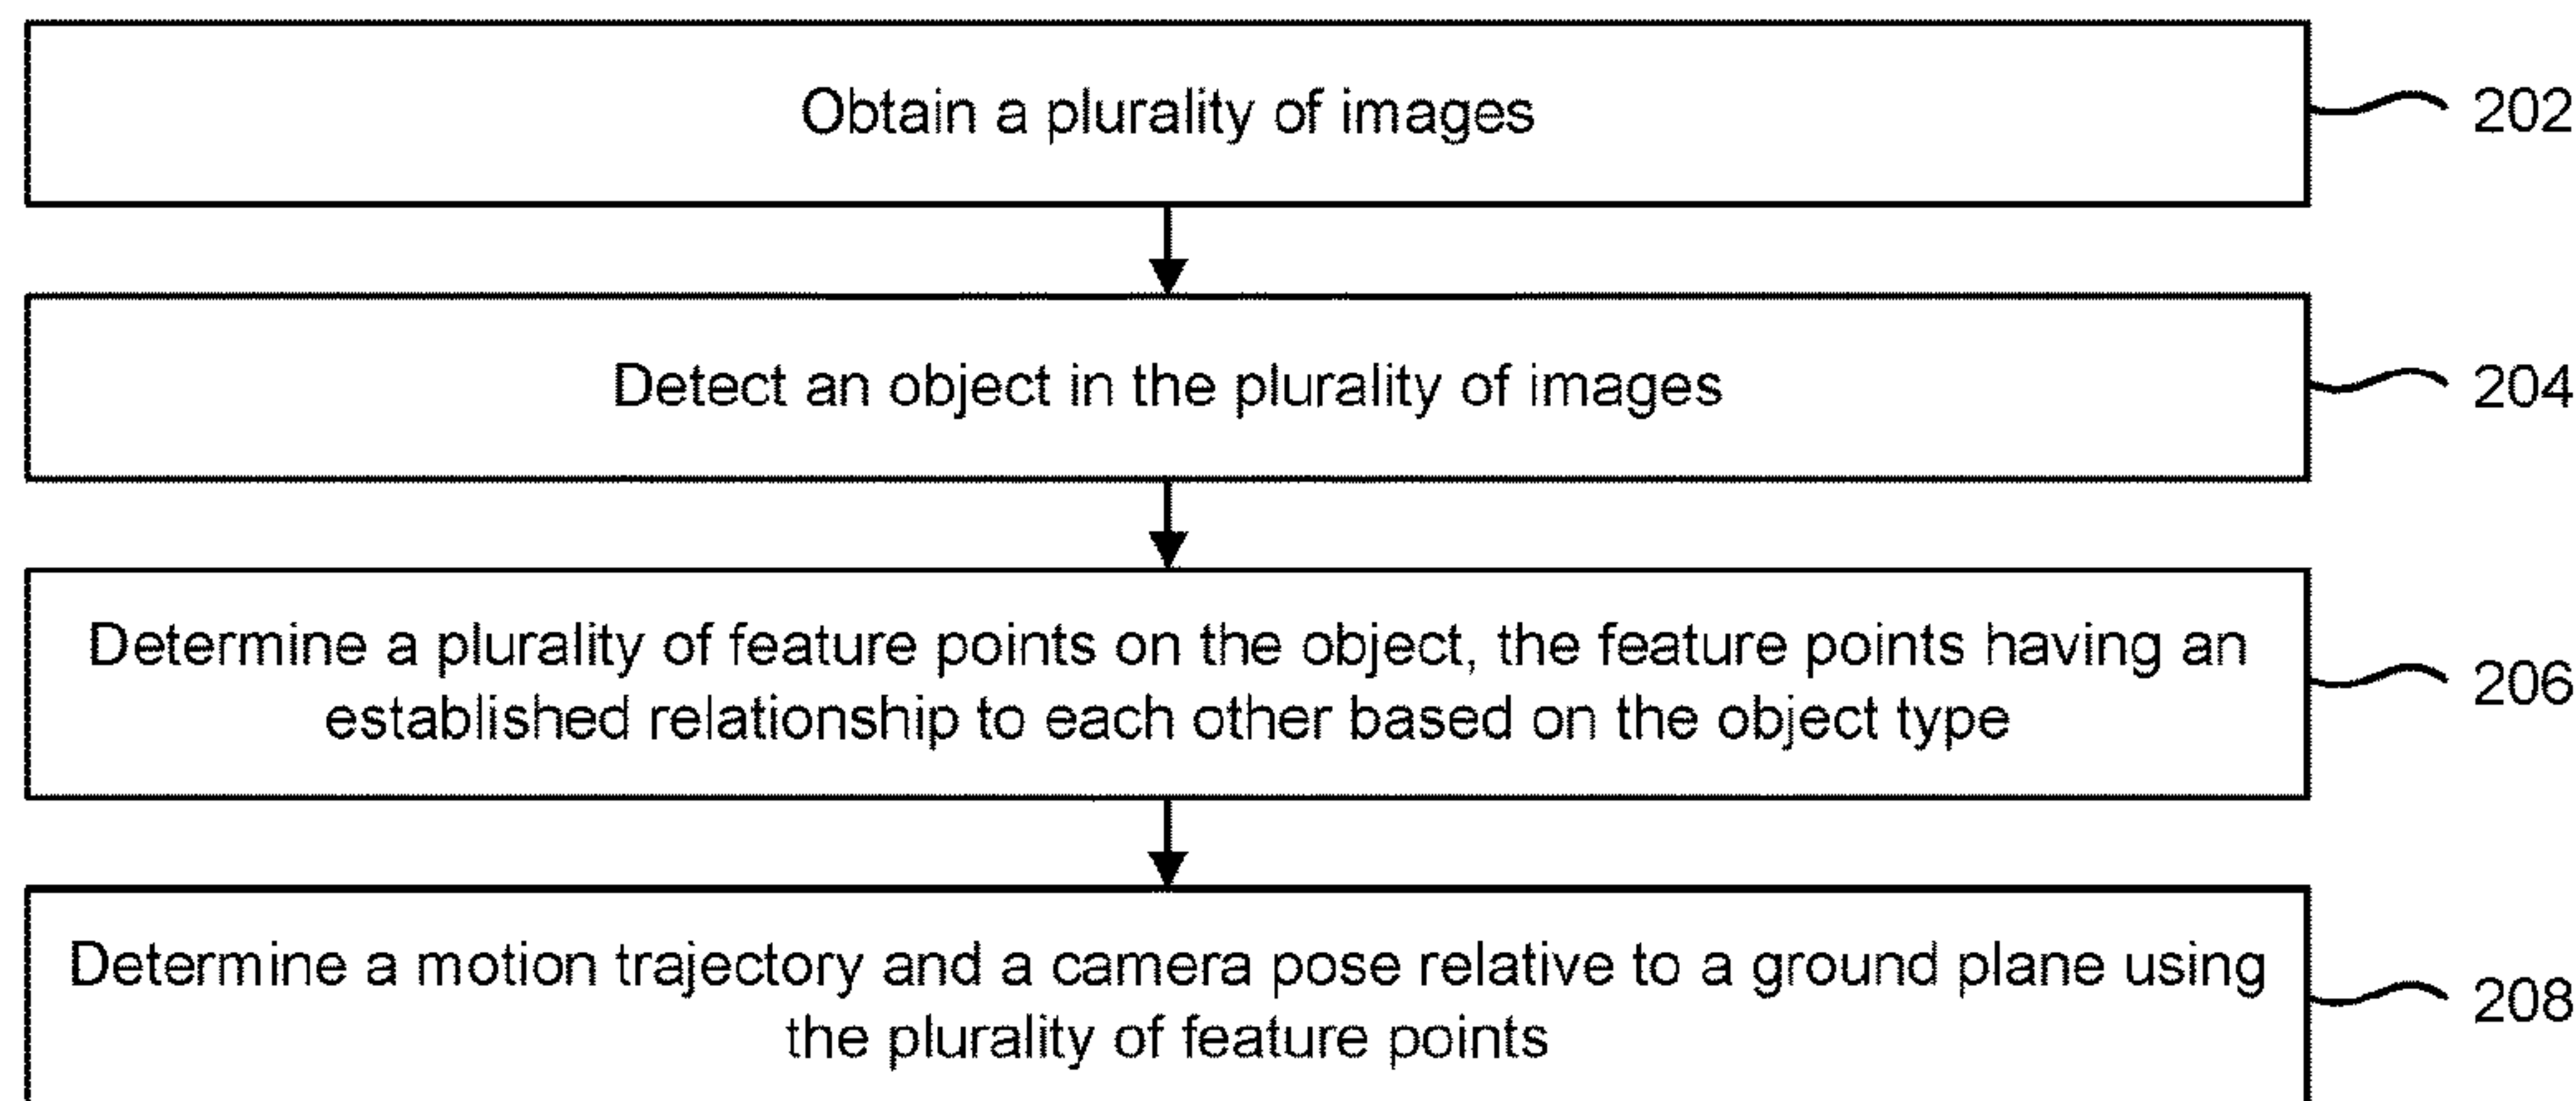 Obtain a plurality of images
202
Detect an object in the plurality of images
204
Determine a plurality of feature points on the object, the feature points having an
established relationship to each other based on the object type
206
Determine a motion trajectory and a camera pose relative to a ground plane using
the plurality of feature points
208